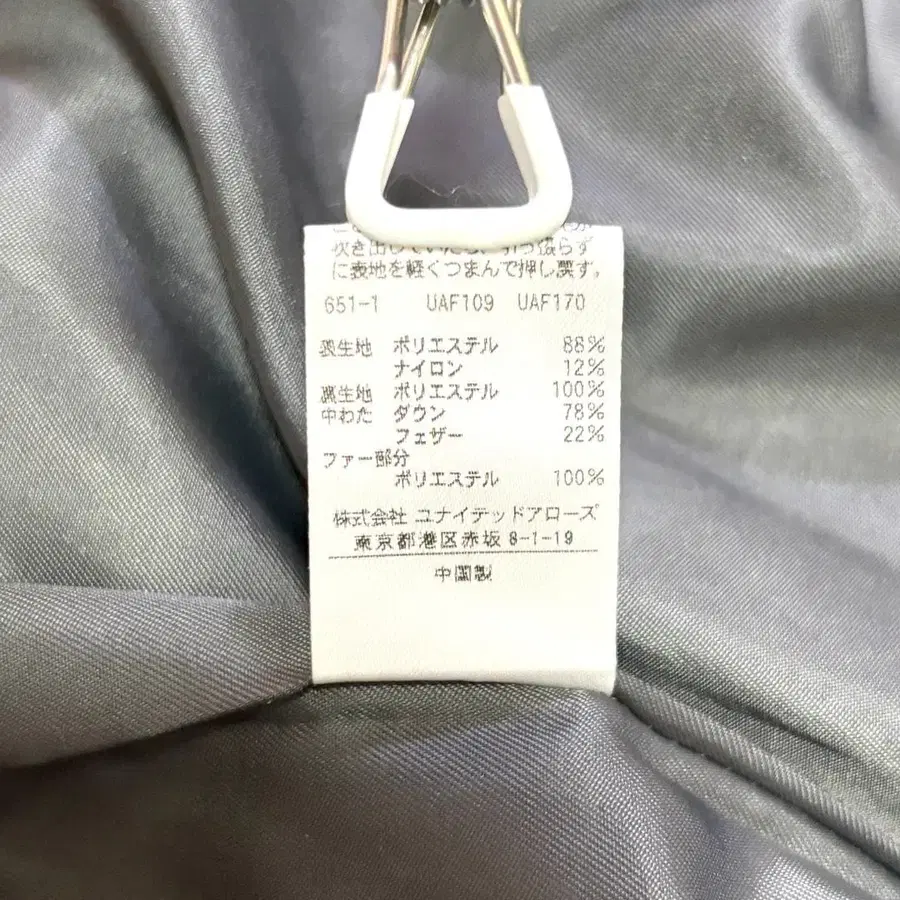 吹き出していたら、引っ張らず
に表地を軽くつまんで押し戻す。
651-1 UAF109 UAF170
表生地 ポリエステル 88%
ナイロン 12%
裏生地 ポリエステル 100%
中わた ダウン 78%
フェザー 22%
ファー部分
ポリエステル 100%
株式会社 ユナイテッドアローズ
東京都港区赤坂 8-1-19
中国製